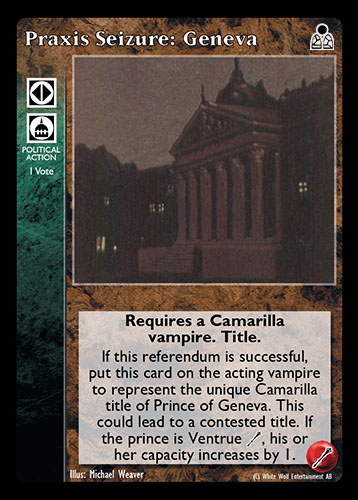 Praxis Seizure: Geneva
POLITICAL
ACTION
1 Vote
Requires a Camarilla
vampire. Title.
If this referendum is successful,
put this card on the acting vampire
to represent the unique Camarilla
title of Prince of Geneva. This
could lead to a contested title. If
the prince is Ventrue , his or
her capacity increases by 1.
Illus: Michael Weaver
(C) White Wolf Entertainment AB